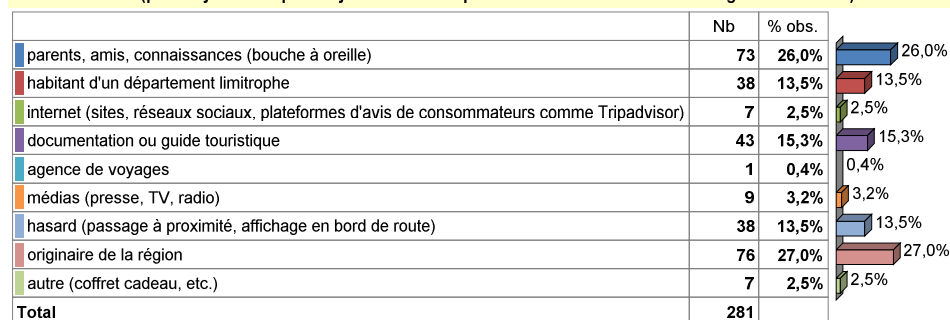 Nb % obs.
parents, amis, connaissances (bouche à oreille) 73 26,0% 26,0%
habitant d'un département limitrophe 38 13,5% 13,5%
internet (sites, réseaux sociaux, plateformes d'avis de consommateurs comme Tripadvisor) 7 2,5% 2,5%
documentation ou guide touristique 43 15,3% 15,3%
agence de voyages 1 0,4% 0,4%
médias (presse, TV, radio) 9 3,2% 3,2%
hasard (passage à proximité, affichage en bord de route) 38 13,5% 13,5%
originaire de la région 76 27,0% 27,0%
autre (coffret cadeau, etc.) 7 2,5% 2,5%
Total 281